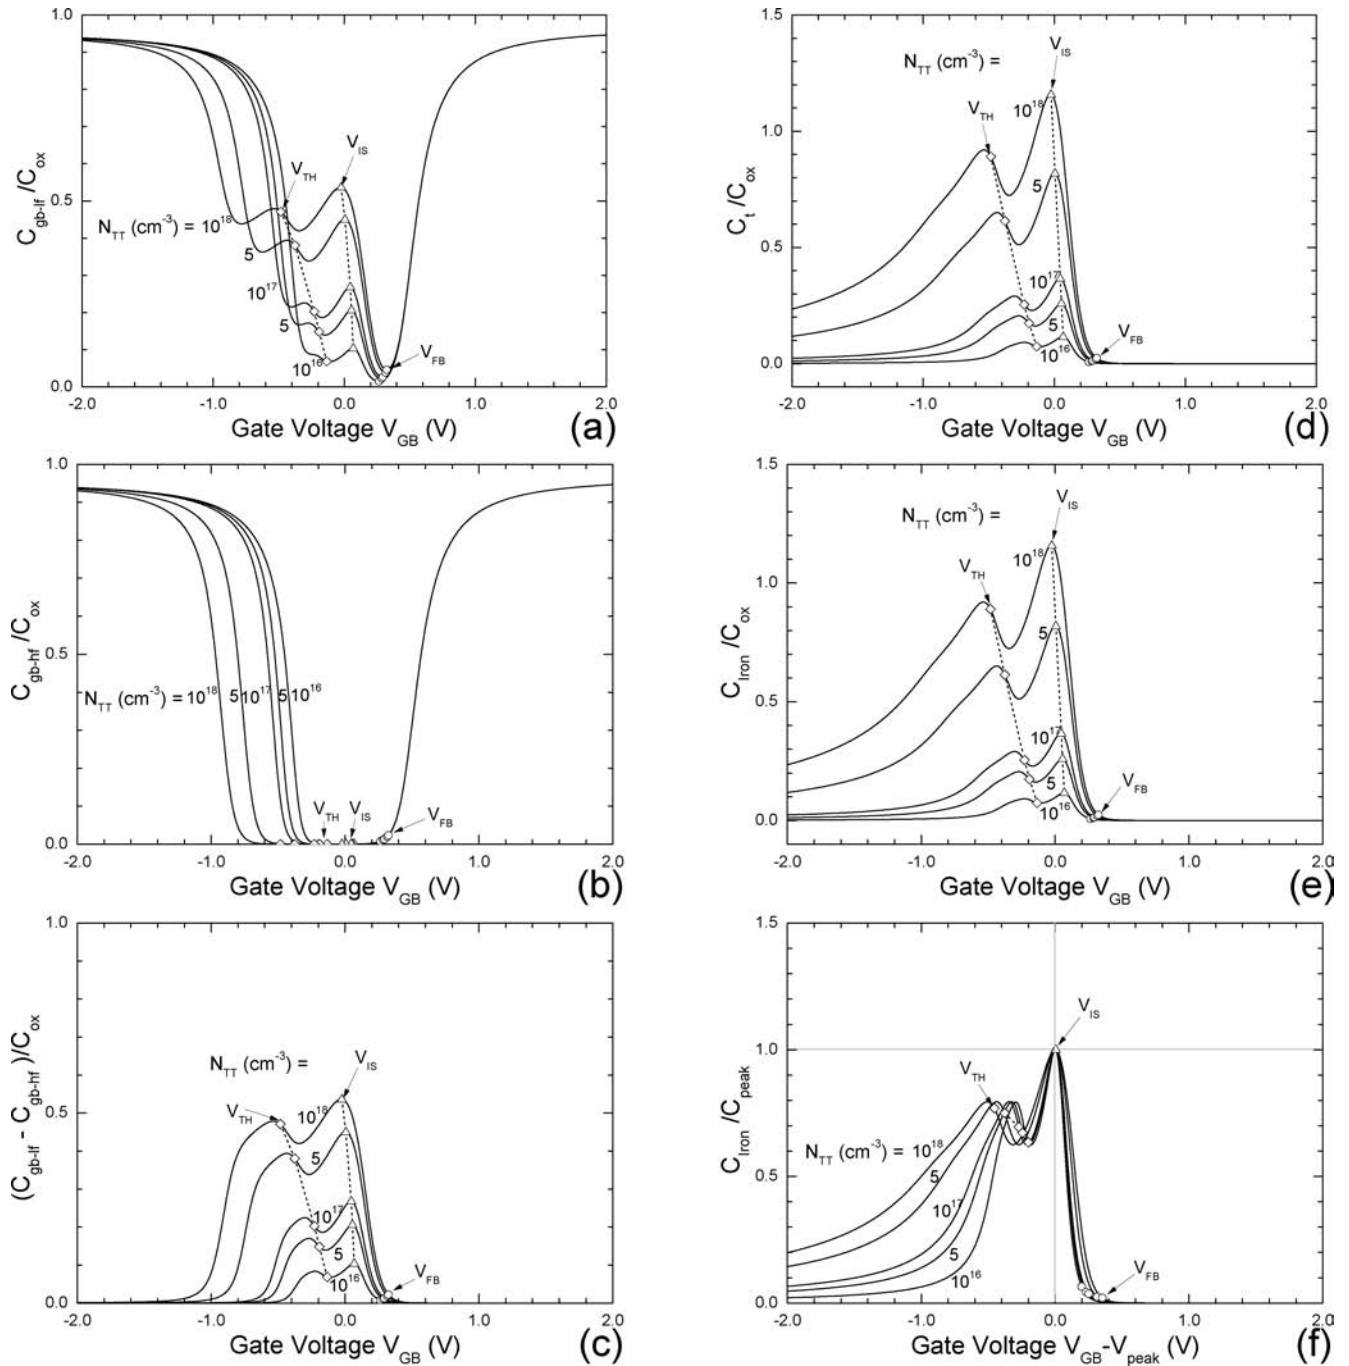 1.0
0.5
0.0
C_gb-lf /C_ox
V_TH
V_IS
N_TT (cm^-3) = 10^18
5
10^17
5
10^16
V_FB
-2.0 -1.0 0.0 1.0 2.0
Gate Voltage V_GB (V)
(a)
1.5
1.0
0.5
0.0
C_t /C_ox
N_TT (cm^-3) =
V_IS
V_TH
10^18
5
10^17
5
10^16
V_FB
-2.0 -1.0 0.0 1.0 2.0
Gate Voltage V_GB (V)
(d)
1.0
0.5
0.0
C_gb-hf /C_ox
N_TT (cm^-3) = 10^18 5 10^17 5 10^16
V_TH V_IS
V_FB
-2.0 -1.0 0.0 1.0 2.0
Gate Voltage V_GB (V)
(b)
1.5
1.0
0.5
0.0
C_Iron /C_ox
N_TT (cm^-3) =
V_IS
V_TH
10^18
5
10^17
5
10^16
V_FB
-2.0 -1.0 0.0 1.0 2.0
Gate Voltage V_GB (V)
(e)
1.0
0.5
0.0
(C_gb-lf - C_gb-hf)/C_ox
N_TT (cm^-3) =
V_IS
V_TH
10^18
5
10^17
5
10^16
V_FB
-2.0 -1.0 0.0 1.0 2.0
Gate Voltage V_GB (V)
(c)
1.5
1.0
0.5
0.0
C_Iron /C_peak
V_IS
V_TH
N_TT (cm^-3) = 10^18
5
10^17
5
10^16
V_FB
-2.0 -1.0 0.0 1.0 2.0
Gate Voltage V_GB-V_peak (V)
(f)